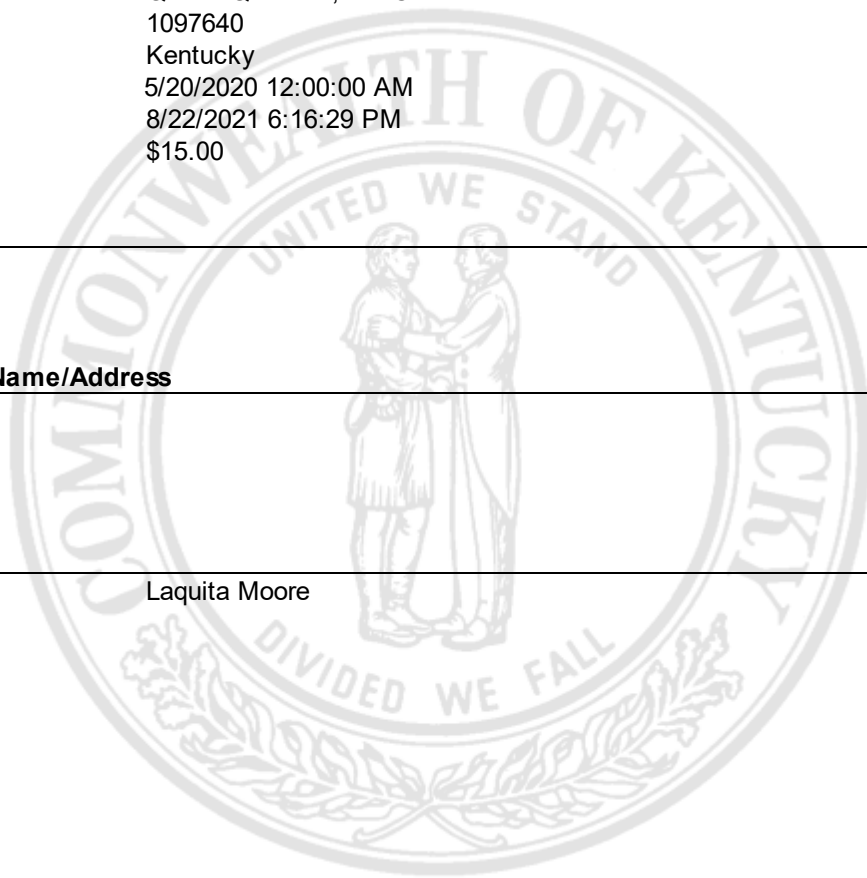 1097640
Kentucky
5/20/2020 12:00:00 AM
8/22/2021 6:16:29 PM
$15.00
COMMONWEALTH OF KENTUCKY
UNITED WE STAND
Name/Address
Laquita Moore
DIVIDED WE FALL